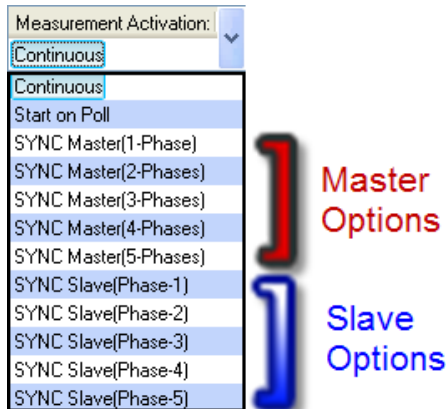 Measurement Activation:
Continuous
Continuous
Start on Poll
SYNC Master(1-Phase)
SYNC Master(2-Phases)
SYNC Master(3-Phases)
SYNC Master(4-Phases)
SYNC Master(5-Phases)
Master
Options
SYNC Slave(Phase-1)
SYNC Slave(Phase-2)
SYNC Slave(Phase-3)
SYNC Slave(Phase-4)
SYNC Slave(Phase-5)
Slave
Options